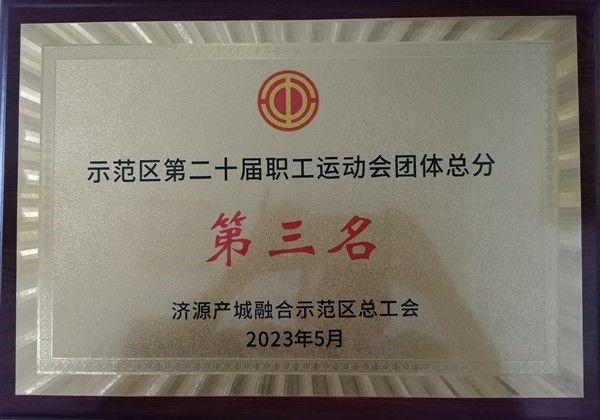 示范区第二十届职工运动会团体总分
第三名
济源产城融合示范区总工会
2023年5月